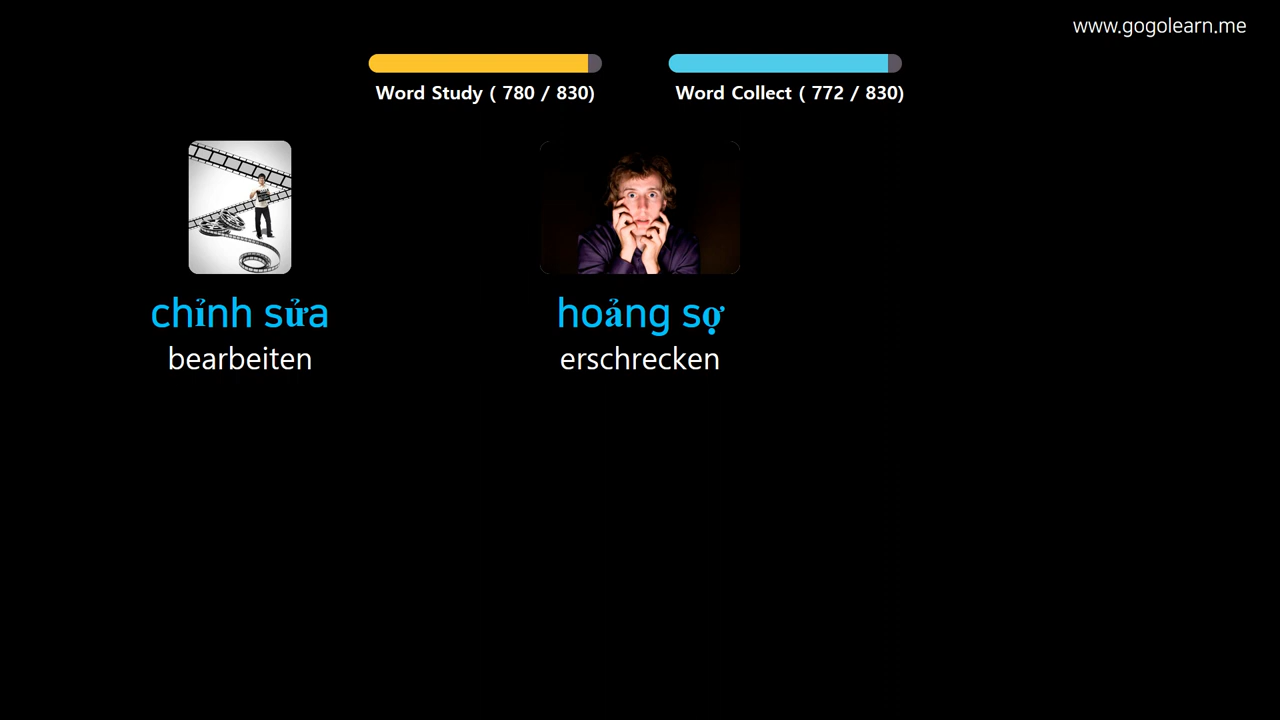 www.gogolearn.me
Word Study ( 780 / 830)
Word Collect ( 772 / 830)
chỉnh sửa
bearbeiten
hoảng sợ
erschrecken